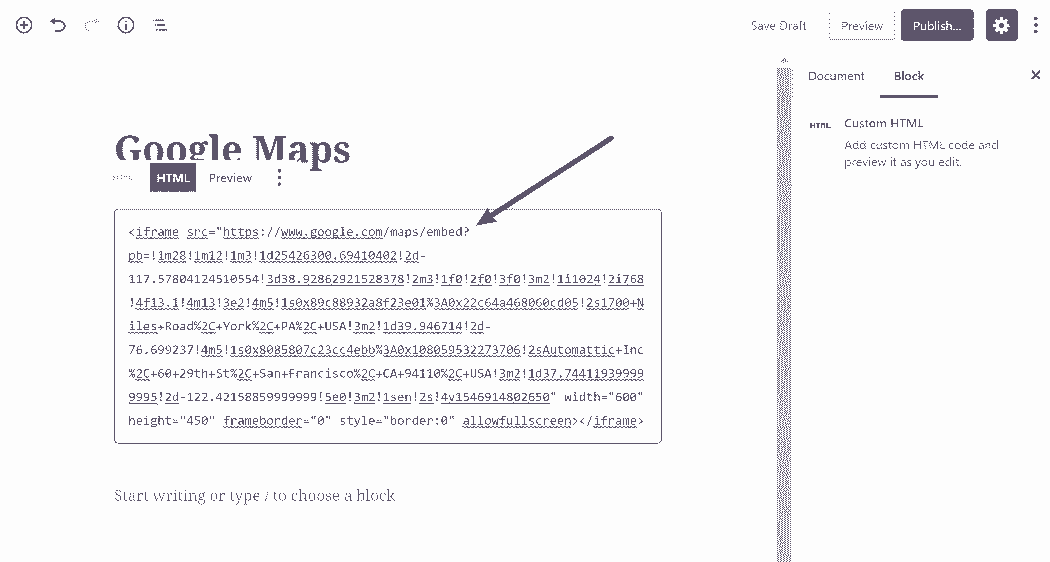 Save Draft Preview Publish...
Document Block
HTML Custom HTML
Add custom HTML code and
preview it as you edit.
Google Maps
HTML Preview
<iframe src="https://www.google.com/maps/embed?
pb=!1m28!1m12!1m3!1d25426300.69410402!2d-
117.57804124510554!3d38.92862921528378!2m3!1f0!2f0!3f0!3m2!1i1024!2i768
!4f13.1!4m13!3e2!4m5!1s0x89c88932a8f23e01%3A0x22c64a468060cd05!2s1700+N
iles+Road%2C+York%2C+PA%2C+USA!3m2!1d39.946714!2d-
76.699237!4m5!1s0x8085807c23cc4ebb%3A0x108059532273706!2sAutomattic+Inc
%2C+60+29th+St%2C+San+Francisco%2C+CA+94110%2C+USA!3m2!1d37.74411939999
9995!2d-122.42158859999999!5e0!3m2!1sen!2s!4v1546914802650" width="600"
height="450" frameborder="0" style="border:0" allowfullscreen></iframe>
Start writing or type / to choose a block